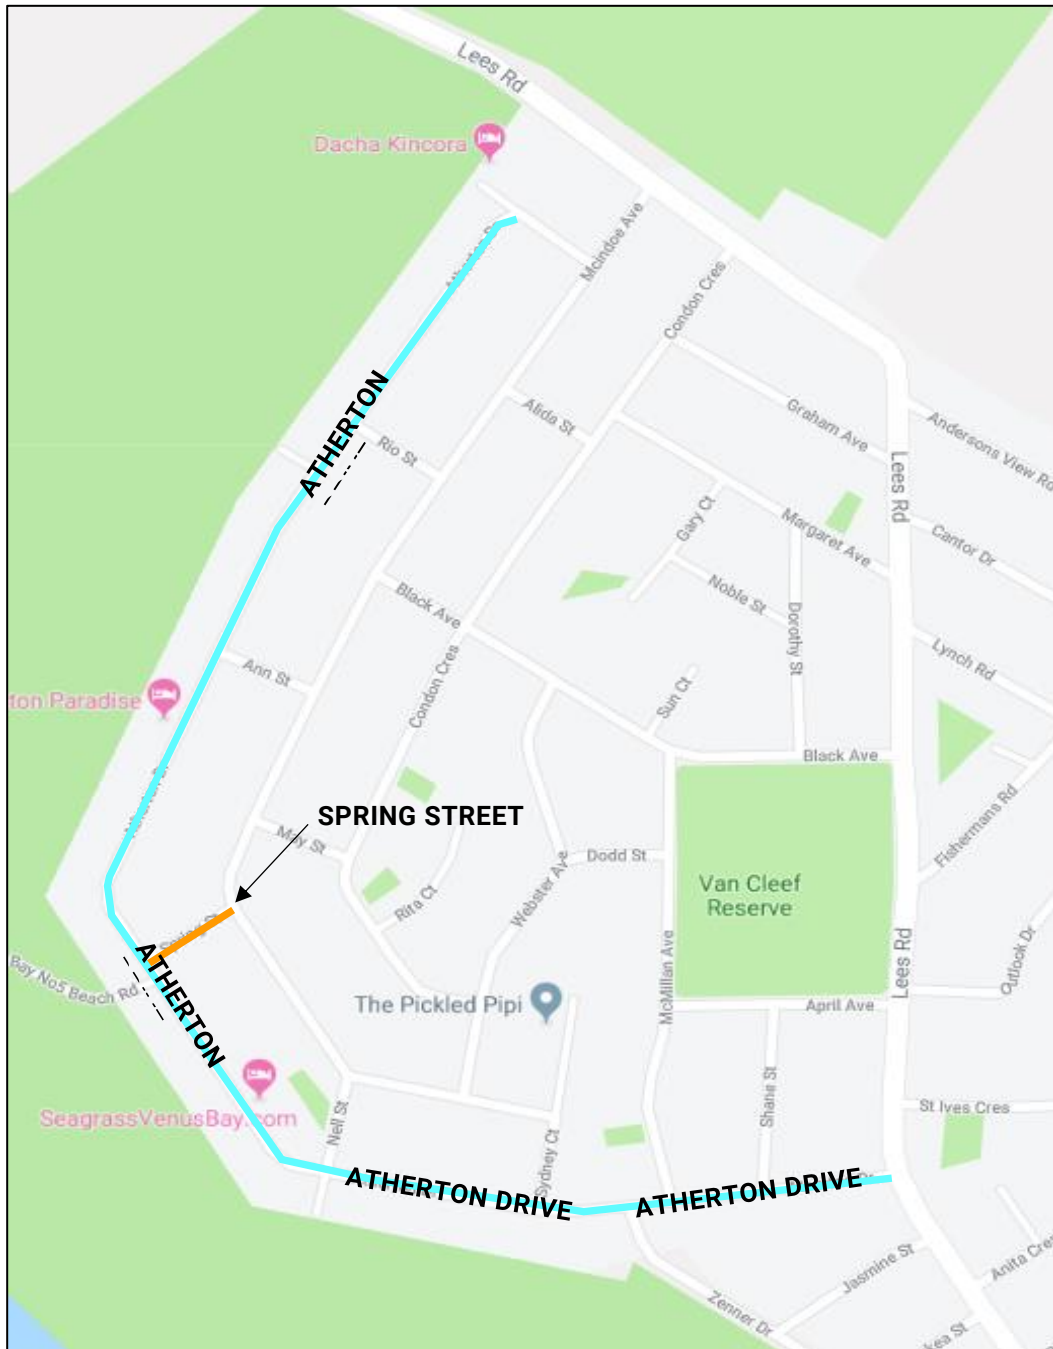 Lees Rd
Dacha Kincora
Mcindoe Ave
Condon Cres
ATHERTON
Alida St
Rio St
Graham Ave
Andersons View Rd
Lees Rd
Gary Ct
Margaret Ave
Cantor Dr
Black Ave
Noble St
Dorothy St
Ann St
Condon Cres
Sun Ct
Lynch Rd
ton Paradise
Black Ave
SPRING STREET
May St
Rita Ct
Webster Ave
Dodd St
Van Cleef
Reserve
Fishermans Rd
Spring St
ATHERTON
Bay No5 Beach Rd
The Pickled Pipi
McMillan Ave
April Ave
Lees Rd
Outlook Dr
SeagrassVenusBay.com
Nell St
Sydney Ct
Shane St
St Ives Cres
ATHERTON DRIVE
ATHERTON DRIVE
Dr
Jasmine St
Anita Cres
Zenner Dr
kea St